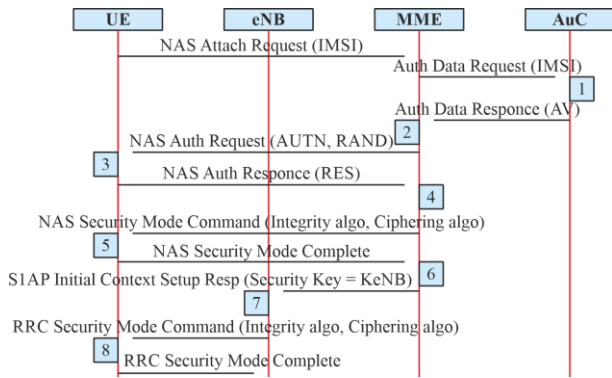 UE eNB MME AuC
NAS Attach Request (IMSI)
Auth Data Request (IMSI)
1
Auth Data Responce (AV)
2
NAS Auth Request (AUTN, RAND)
3
NAS Auth Responce (RES)
4
NAS Security Mode Command (Integrity algo, Ciphering algo)
5
NAS Security Mode Complete
6
S1AP Initial Context Setup Resp (Security Key = KeNB)
7
RRC Security Mode Command (Integrity algo, Ciphering algo)
8
RRC Security Mode Complete